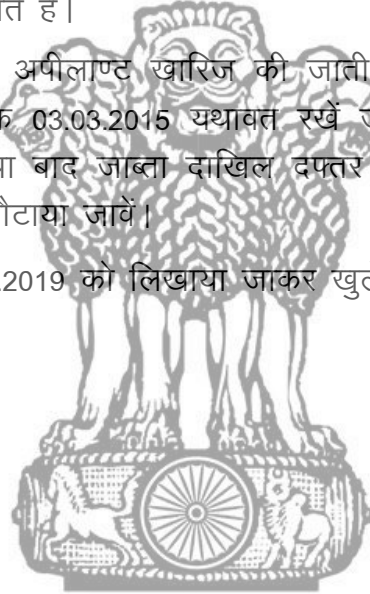 त है।
अपीलाण्ट खारिज की जाती
03.03.2015 यथावत रखें
बाद जाब्ता दाखिल दफ्तर
जावें।
.2019 को लिखाया जाकर